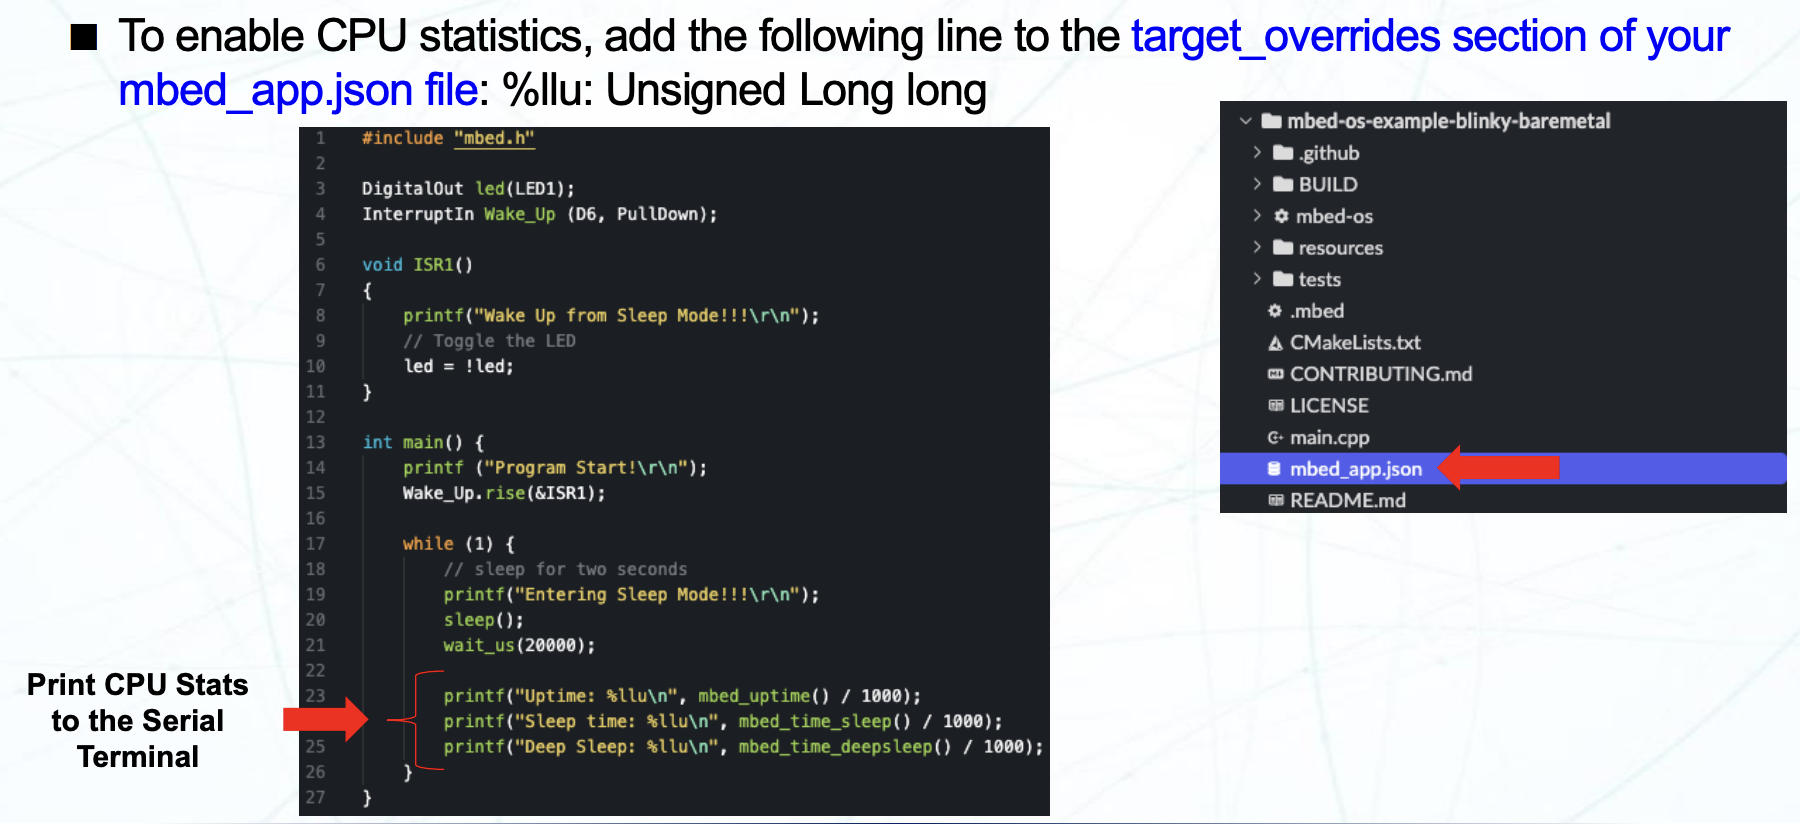 ■ To enable CPU statistics, add the following line to the target_overrides section of your
mbed_app.json file: %llu: Unsigned Long long
1 #include "mbed.h"
2
3 DigitalOut led(LED1);
4 InterruptIn Wake_Up (D6, PullDown);
5
6 void ISR1()
7 {
8 printf("Wake Up from Sleep Mode!!!\r\n");
9 // Toggle the LED
10 led = !led;
11 }
12
13 int main() {
14 printf ("Program Start!\r\n");
15 Wake_Up.rise(&ISR1);
16
17 while (1) {
18 // sleep for two seconds
19 printf("Entering Sleep Mode!!!\r\n");
20 sleep();
21 wait_us(20000);
22
23 printf("Uptime: %llu\n", mbed_uptime() / 1000);
printf("Sleep time: %llu\n", mbed_time_sleep() / 1000);
25 printf("Deep Sleep: %llu\n", mbed_time_deepsleep() / 1000);
26 }
27 }
Print CPU Stats
to the Serial
Terminal
mbed-os-example-blinky-baremetal
.github
BUILD
mbed-os
resources
tests
.mbed
CMakeLists.txt
CONTRIBUTING.md
LICENSE
main.cpp
mbed_app.json
README.md